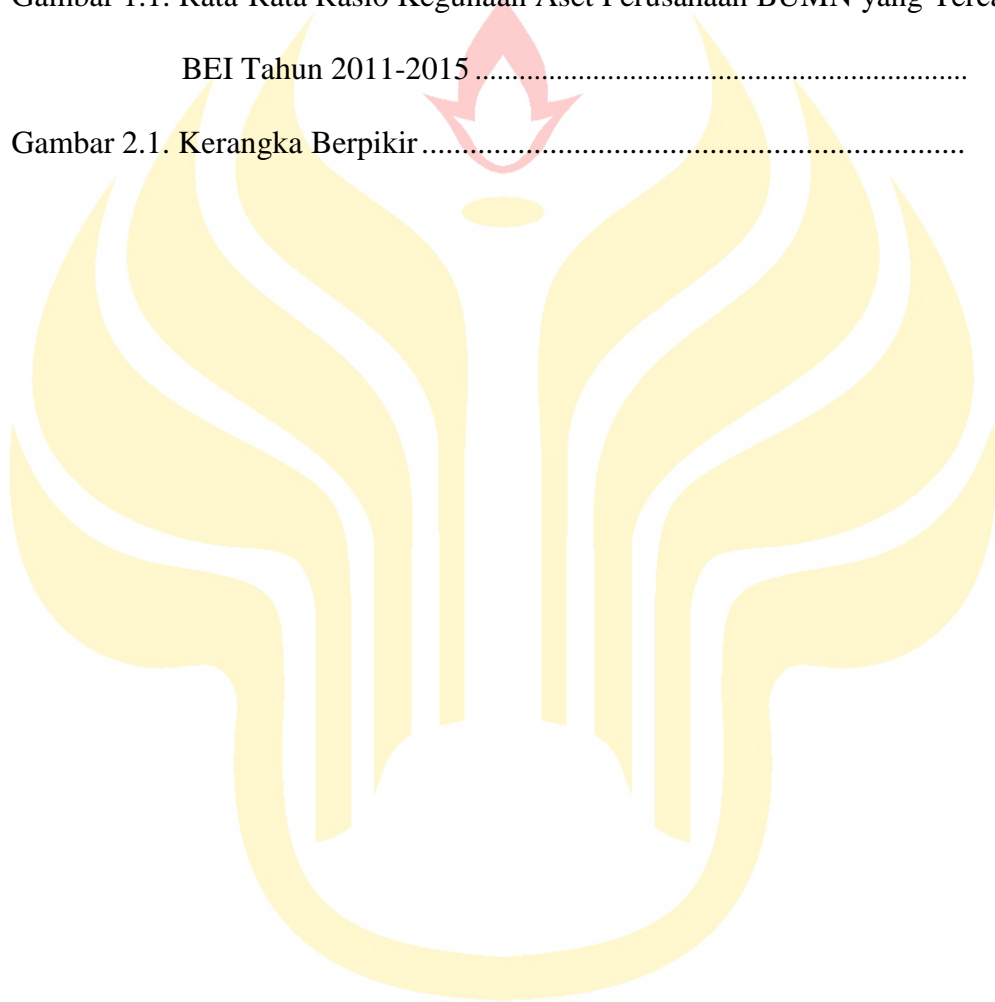 Gambar 1.1. Rata-Rata Rasio Kegunaan Aset Perusahaan BUMN yang
BEI Tahun 2011-2015 ................................................................
Gambar 2.1. Kerangka Berpikir ......................................................................